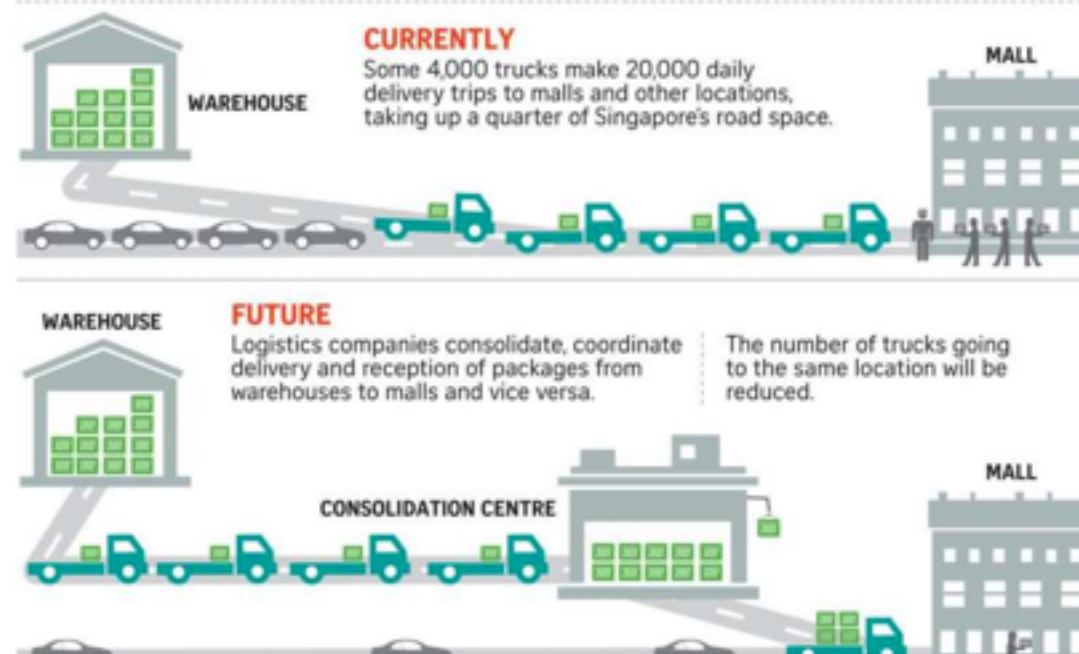 CURRENTLY
Some 4,000 trucks make 20,000 daily
delivery trips to malls and other locations,
taking up a quarter of Singapore's road space.
WAREHOUSE
MALL
WAREHOUSE
FUTURE
Logistics companies consolidate, coordinate
delivery and reception of packages from
warehouses to malls and vice versa.
The number of trucks going
to the same location will be
reduced.
CONSOLIDATION CENTRE
MALL